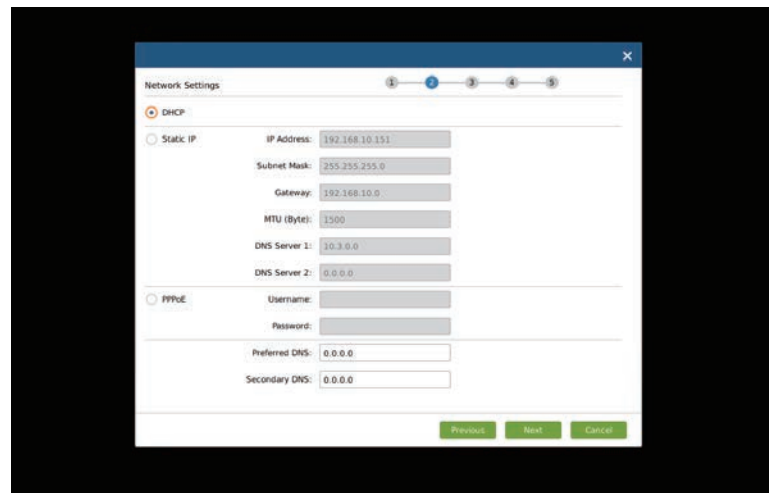 Network Settings 1 2 3 4 5
DHCP
Static IP IP Address: 192.168.10.151
Subnet Mask: 255.255.255.0
Gateway: 192.168.10.0
MTU (Byte): 1500
DNS Server 1: 10.3.0.0
DNS Server 2: 0.0.0.0
PPPoE Username:
Password:
Preferred DNS: 0.0.0.0
Secondary DNS: 0.0.0.0
Previous Next Cancel